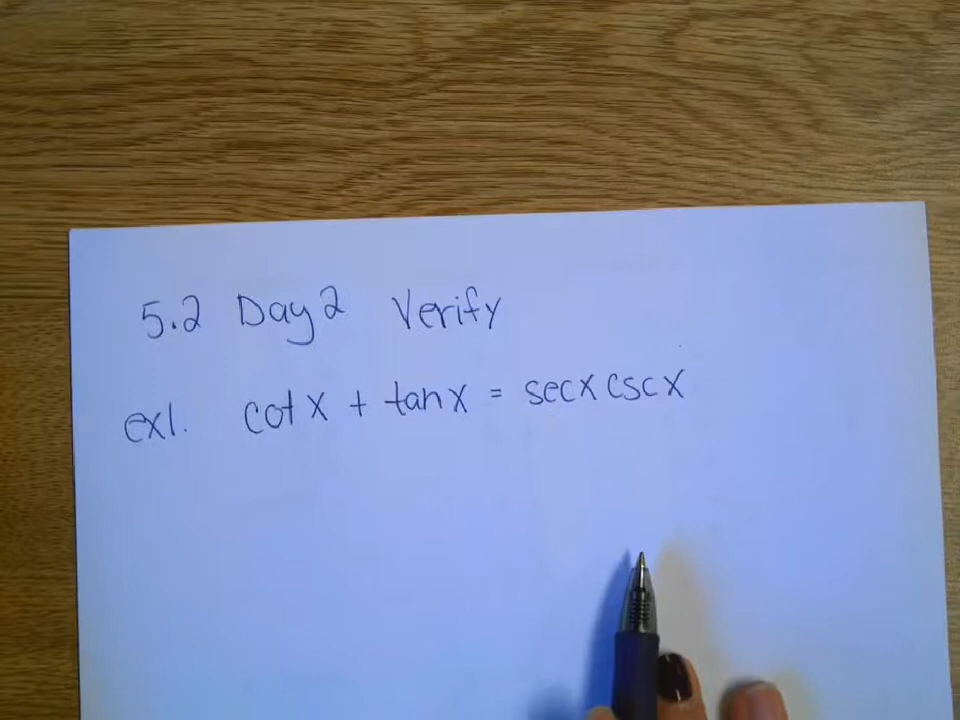 5.2 Day 2 Verify
ex1. cot x + tan x = sec x csc x